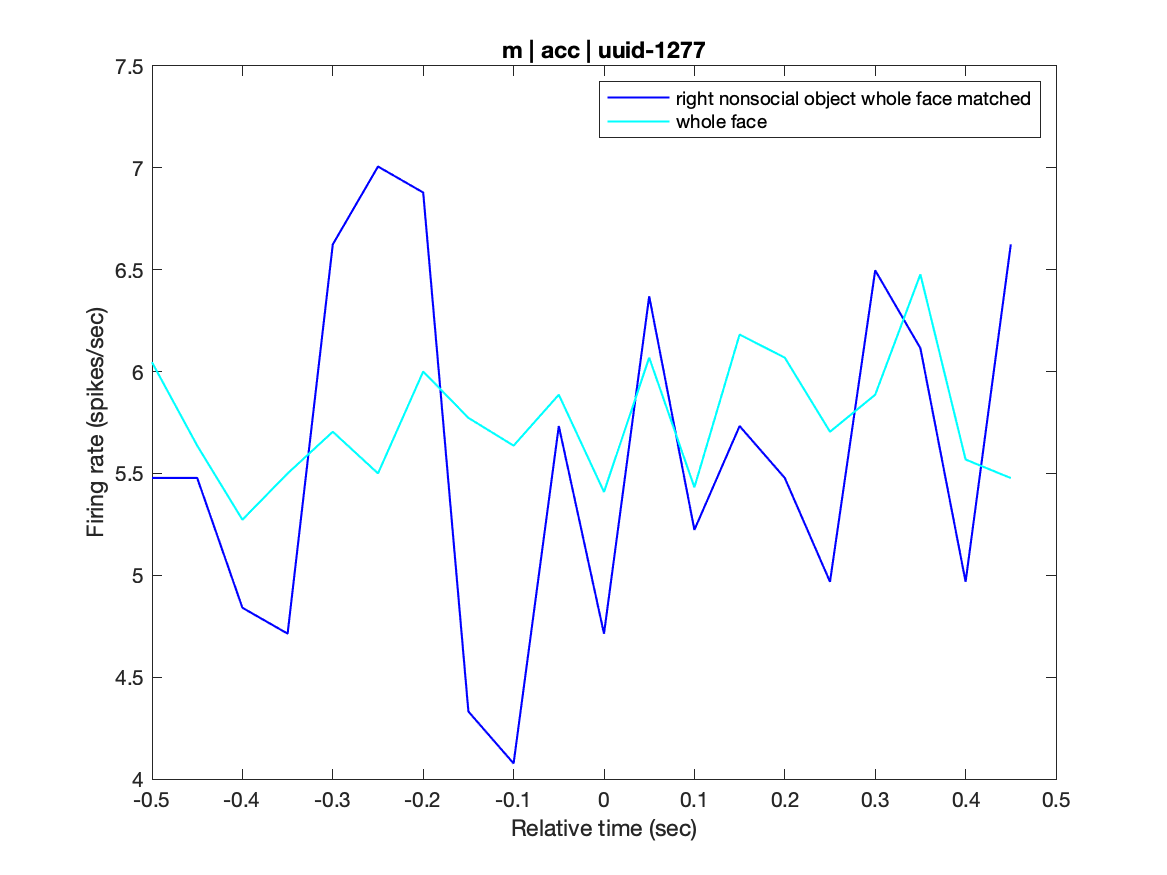 m | acc | uuid-1277
7.5
right nonsocial object whole face matched
whole face
7
6.5
6
5.5
5
4.5
4
Firing rate (spikes/sec)
-0.5 -0.4 -0.3 -0.2 -0.1 0 0.1 0.2 0.3 0.4 0.5
Relative time (sec)